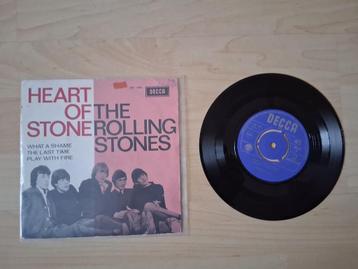 DECCA
HEART
OF
STONE
THE
ROLLING
STONES
WHAT A SHAME
THE LAST TIME
PLAY WITH FIRE
DECCA